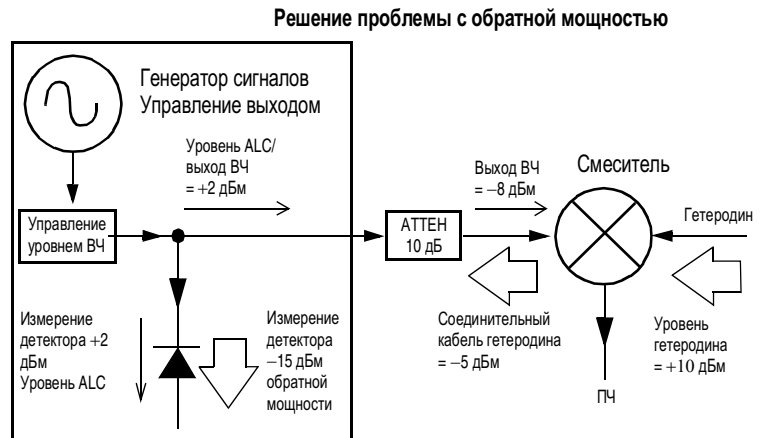 Решение проблемы с обратной мощностью
Генератор сигналов
Управление выходом
Уровень ALC/
выход ВЧ
= +2 дБм
Выход ВЧ
= −8 дБм
Смеситель
Управление
уровнем ВЧ
АТТЕН
10 дБ
Гетеродин
Измерение
детектора +2
дБм
Уровень ALC
Измерение
детектора
−15 дБм
обратной
мощности
Соединительный
кабель гетеродина
= −5 дБм
Уровень
гетеродина
= +10 дБм
ПЧ